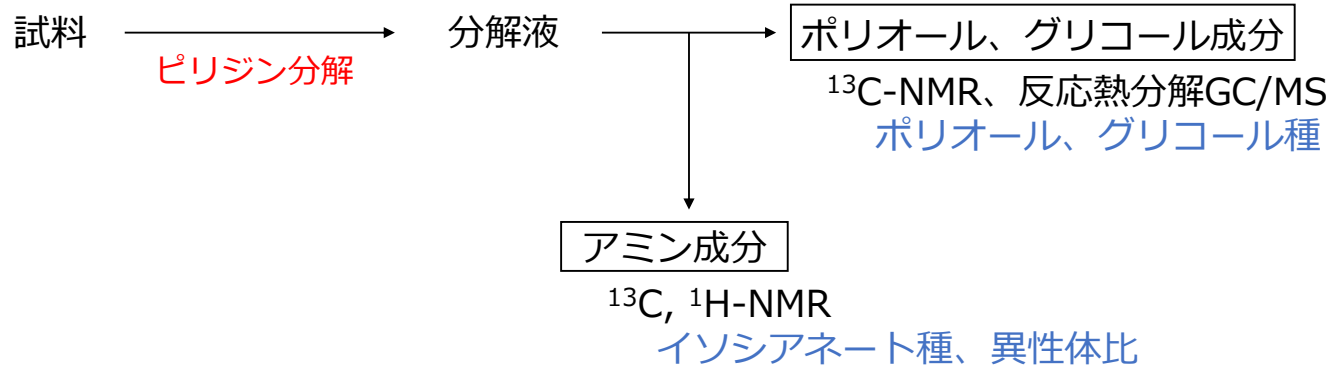 試料
ピリジン分解
分解液
ポリオール、グリコール成分
¹³C-NMR、反応熱分解GC/MS
ポリオール、グリコール種
アミン成分
¹³C, ¹H-NMR
イソシアネート種、異性体比